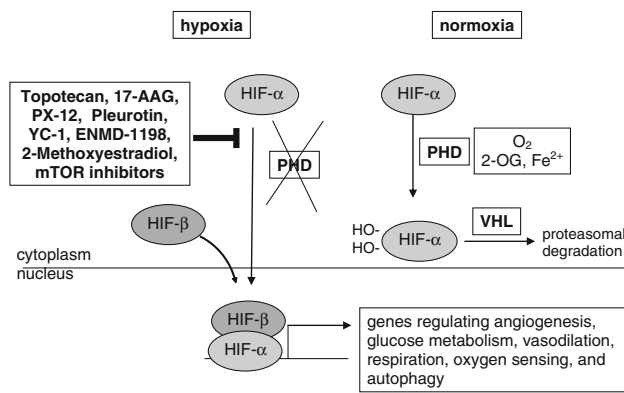 hypoxia
normoxia
Topotecan, 17-AAG,
PX-12, Pleurotin,
YC-1, ENMD-1198,
2-Methoxyestradiol,
mTOR inhibitors
HIF-α
PHD
HIF-α
PHD
O₂
2-OG, Fe²⁺
HIF-β
HO-
HO-
HIF-α
VHL
proteasomal
degradation
cytoplasm
nucleus
HIF-β
HIF-α
genes regulating angiogenesis,
glucose metabolism, vasodilation,
respiration, oxygen sensing, and
autophagy